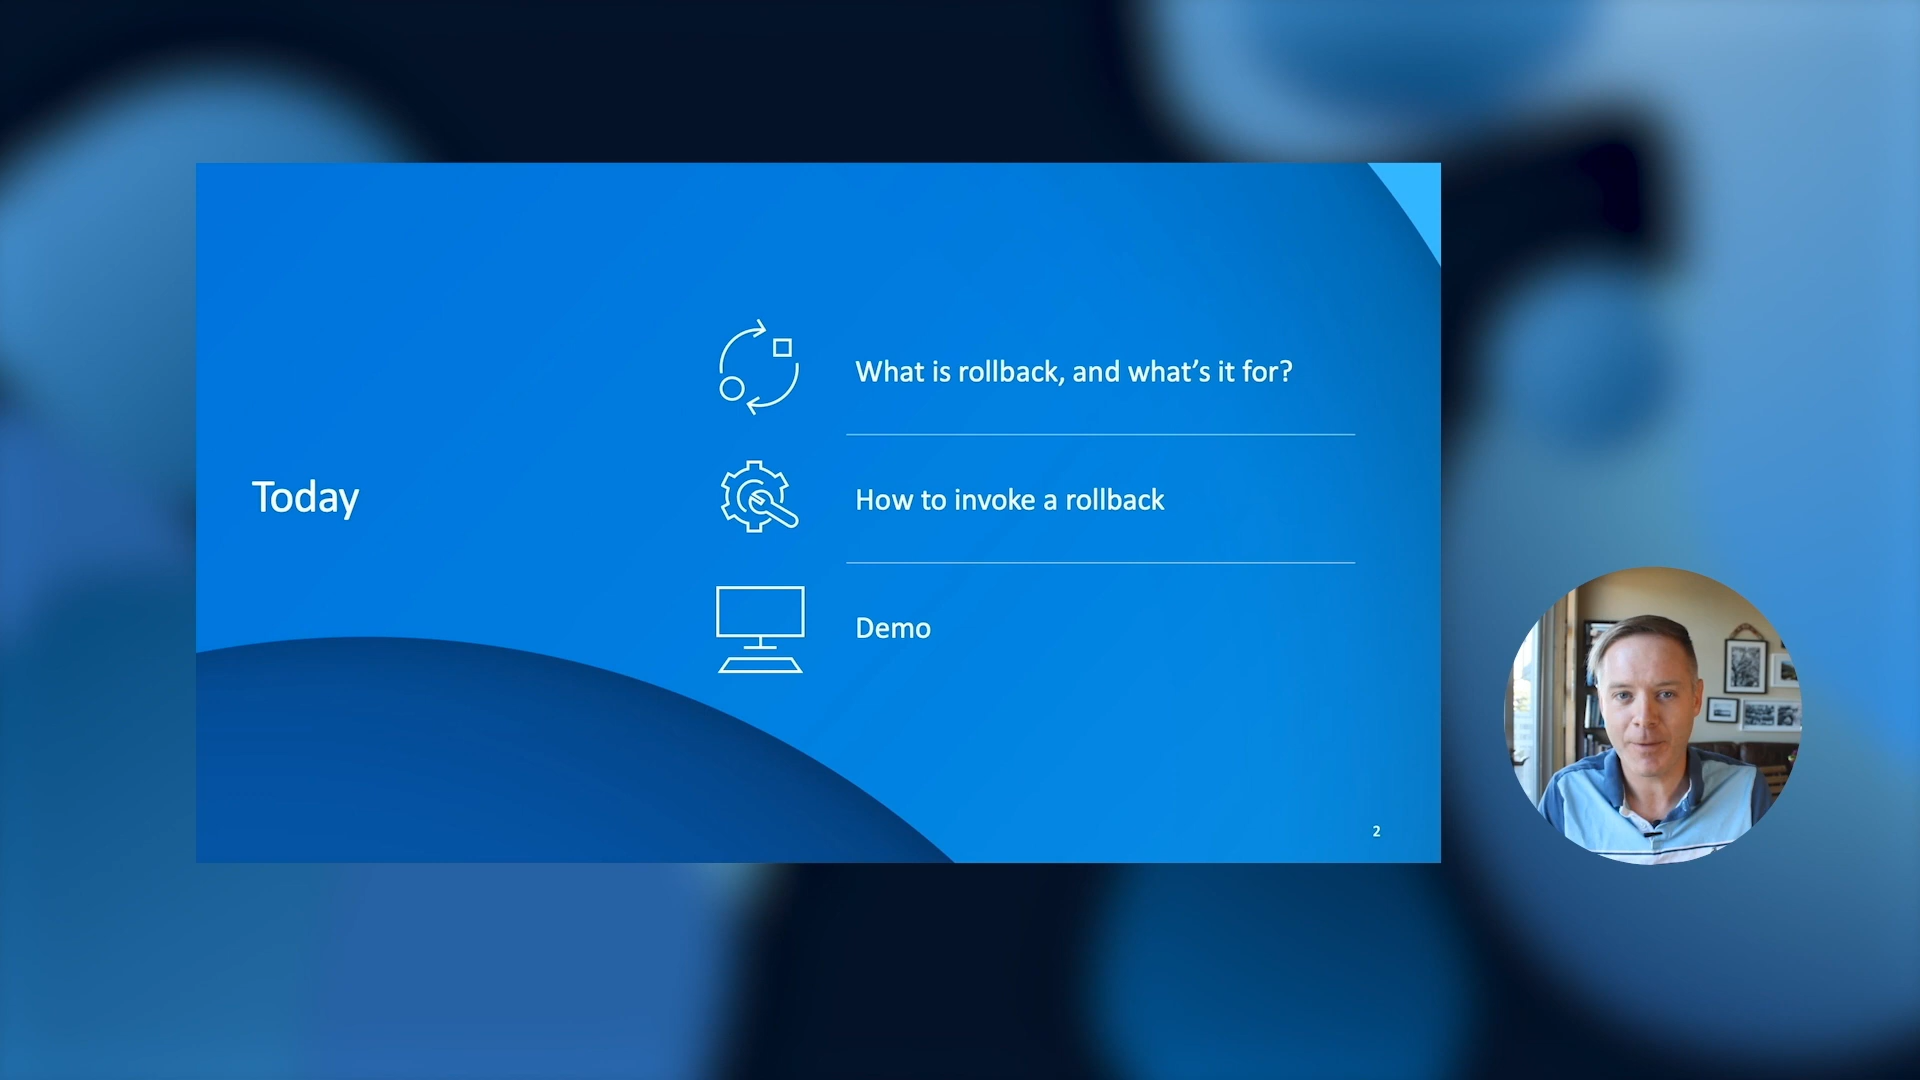 Today
What is rollback, and what’s it for?
How to invoke a rollback
Demo
2